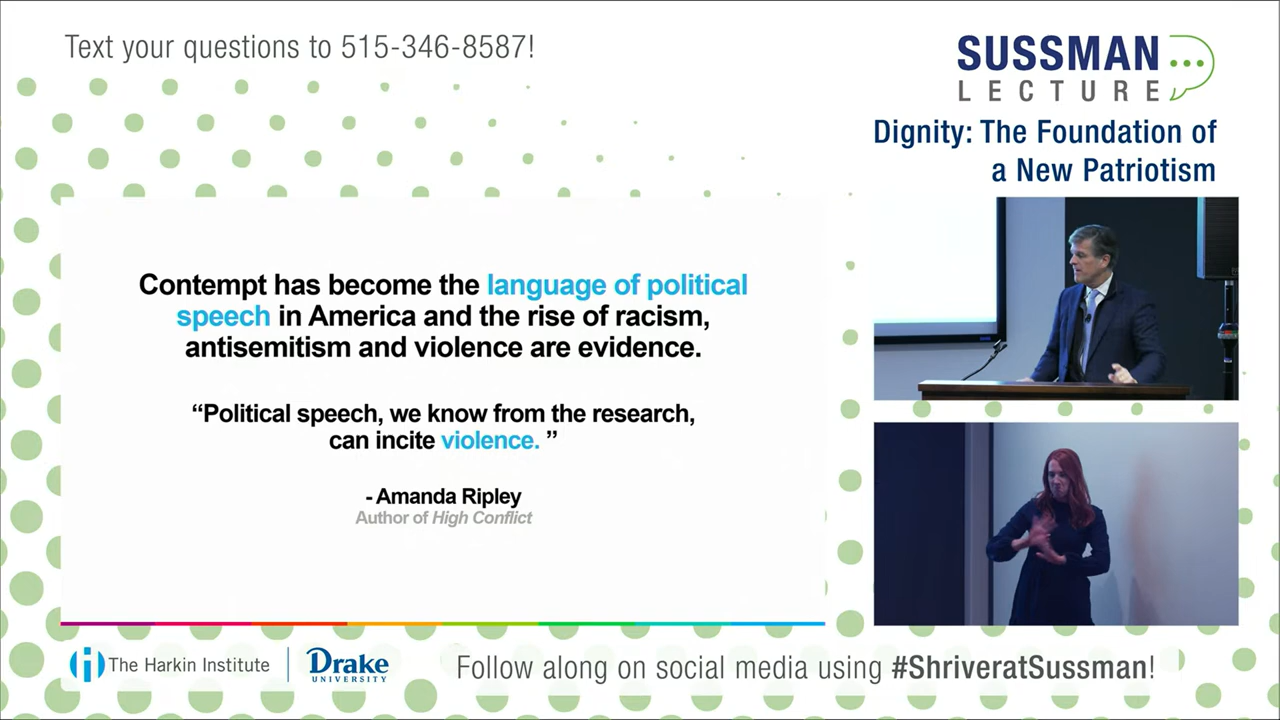 Text your questions to 515-346-8587!
SUSSMAN
LECTURE
Dignity: The Foundation of
a New Patriotism
Contempt has become the language of political
speech in America and the rise of racism,
antisemitism and violence are evidence.
“Political speech, we know from the research,
can incite violence. ”
- Amanda Ripley
Author of High Conflict
The Harkin Institute
Drake
UNIVERSITY
Follow along on social media using #ShriveratSussman!